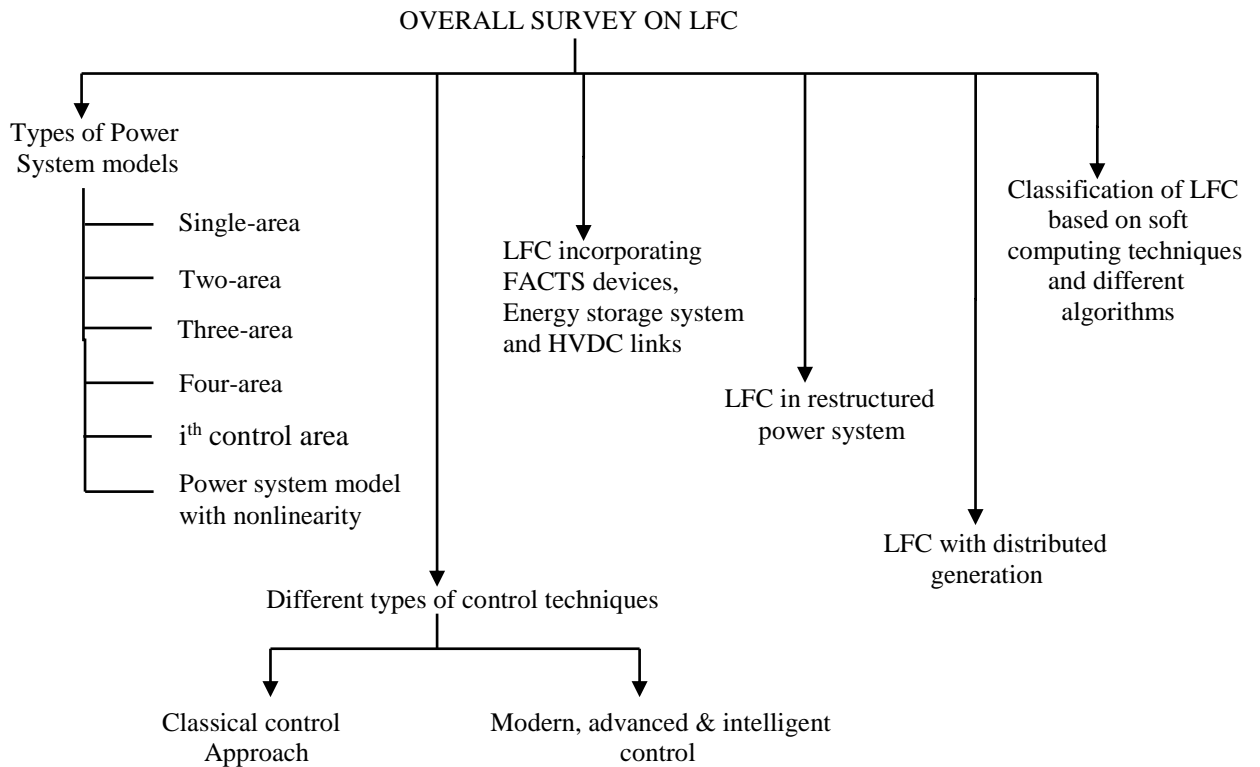 OVERALL SURVEY ON LFC
Types of Power
System models
Single-area
Two-area
Three-area
Four-area
ith control area
Power system model
with nonlinearity
Different types of control techniques
Classical control
Approach
Modern, advanced & intelligent
control
LFC incorporating
FACTS devices,
Energy storage system
and HVDC links
LFC in restructured
power system
LFC with distributed
generation
Classification of LFC
based on soft
computing techniques
and different
algorithms